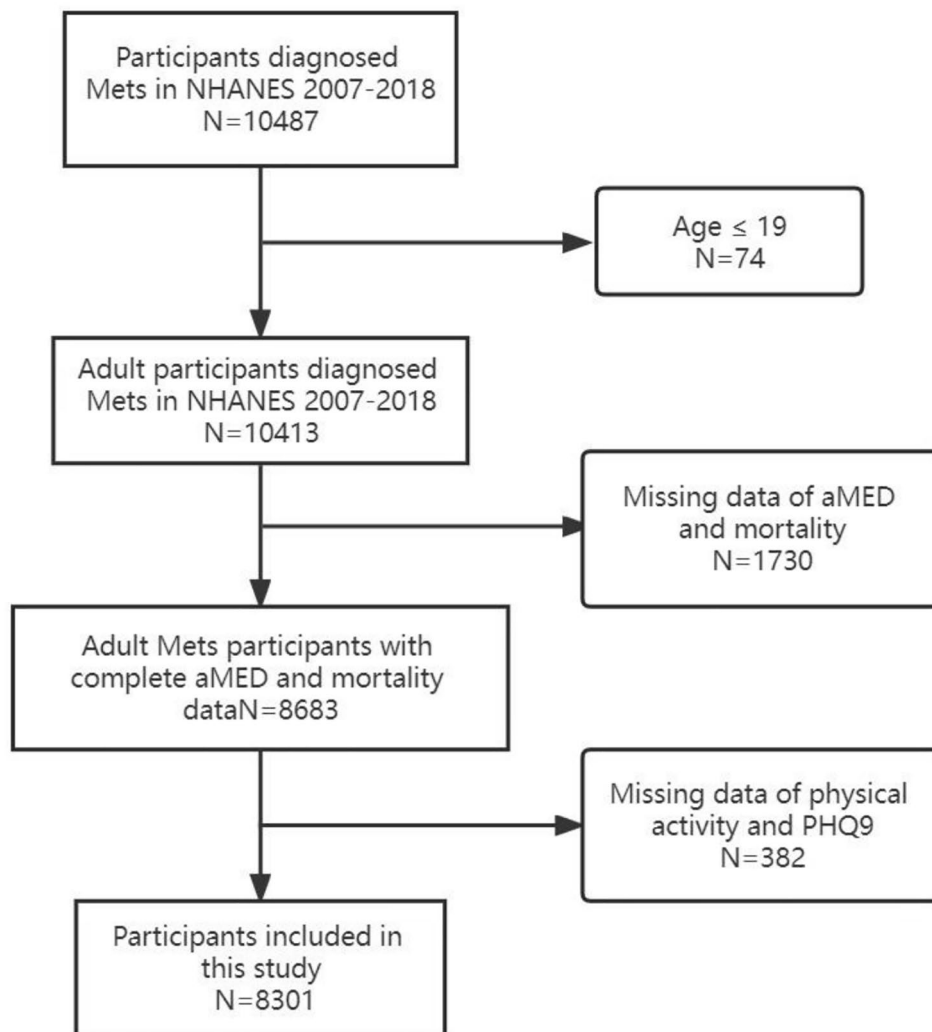 Participants diagnosed
Mets in NHANES 2007-2018
N=10487
Age ≤ 19
N=74
Adult participants diagnosed
Mets in NHANES 2007-2018
N=10413
Missing data of aMED
and mortality
N=1730
Adult Mets participants with
complete aMED and mortality
dataN=8683
Missing data of physical
activity and PHQ9
N=382
Participants included in
this study
N=8301